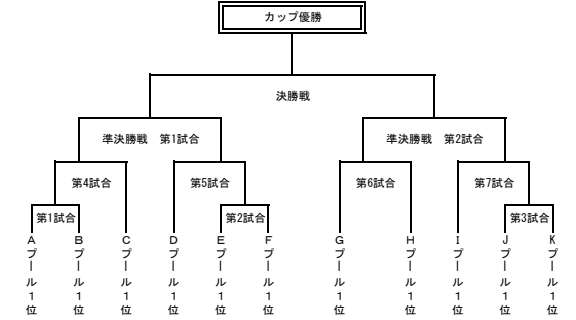 カップ優勝
決勝戦
準決勝戦　第1試合
準決勝戦　第2試合
第4試合
第5試合
第6試合
第7試合
第1試合
第2試合
第3試合
Aプール1位
Bプール1位
Cプール1位
Dプール1位
Eプール1位
Fプール1位
Gプール1位
Hプール1位
Iプール1位
Jプール1位
Kプール1位